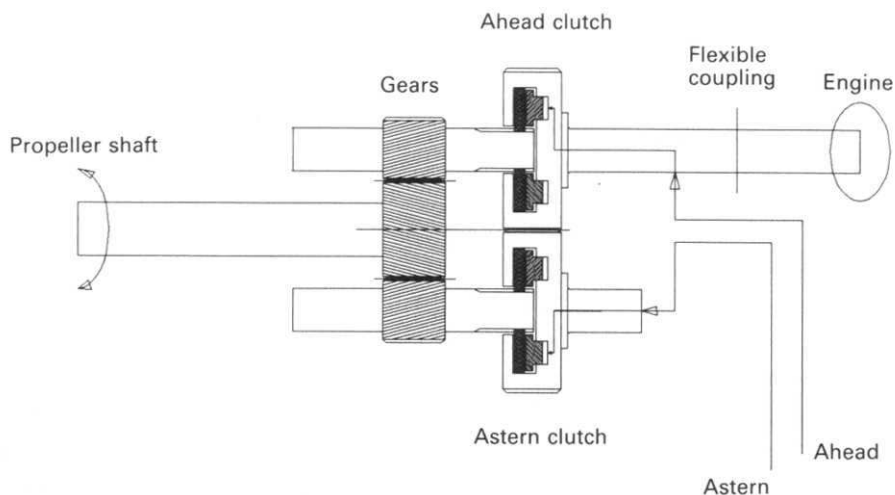 Ahead clutch
Flexible
coupling
Engine
Gears
Propeller shaft
Astern clutch
Ahead
Astern